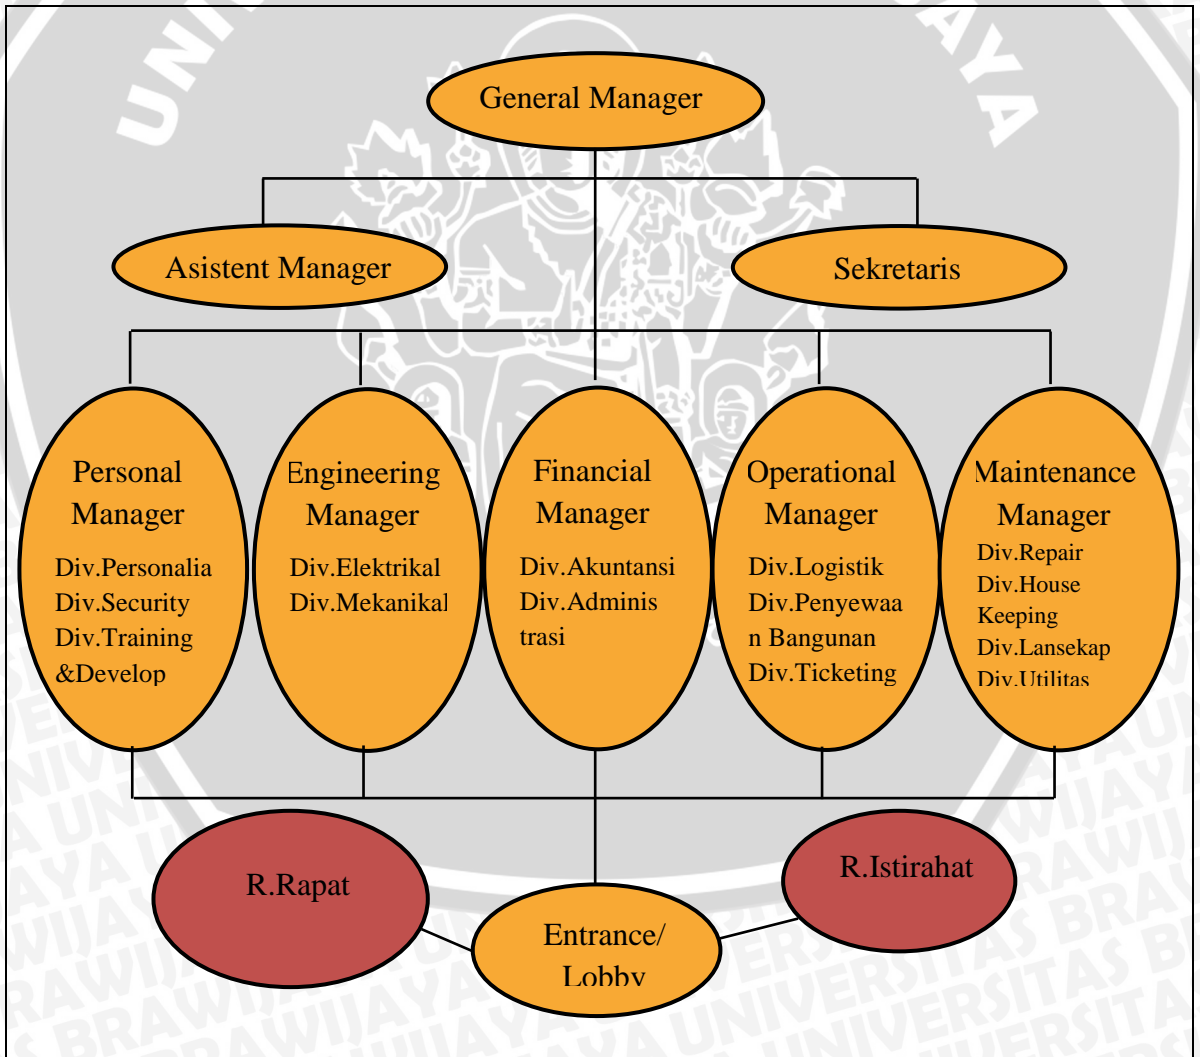 General Manager
Asistent Manager
Sekretaris
Personal
Manager
Div.Personalia
Div.Security
Div.Training
&Develop
Engineering
Manager
Div.Elektrikal
Div.Mekanikal
Financial
Manager
Div.Akuntansi
Div.Adminis
trasi
Operational
Manager
Div.Logistik
Div.Penyewaa
n Bangunan
Div.Ticketing
Maintenance
Manager
Div.Repair
Div.House
Keeping
Div.Lansekap
Div.Utilitas
R.Rapat
R.Istirahat
Entrance/
Lobby